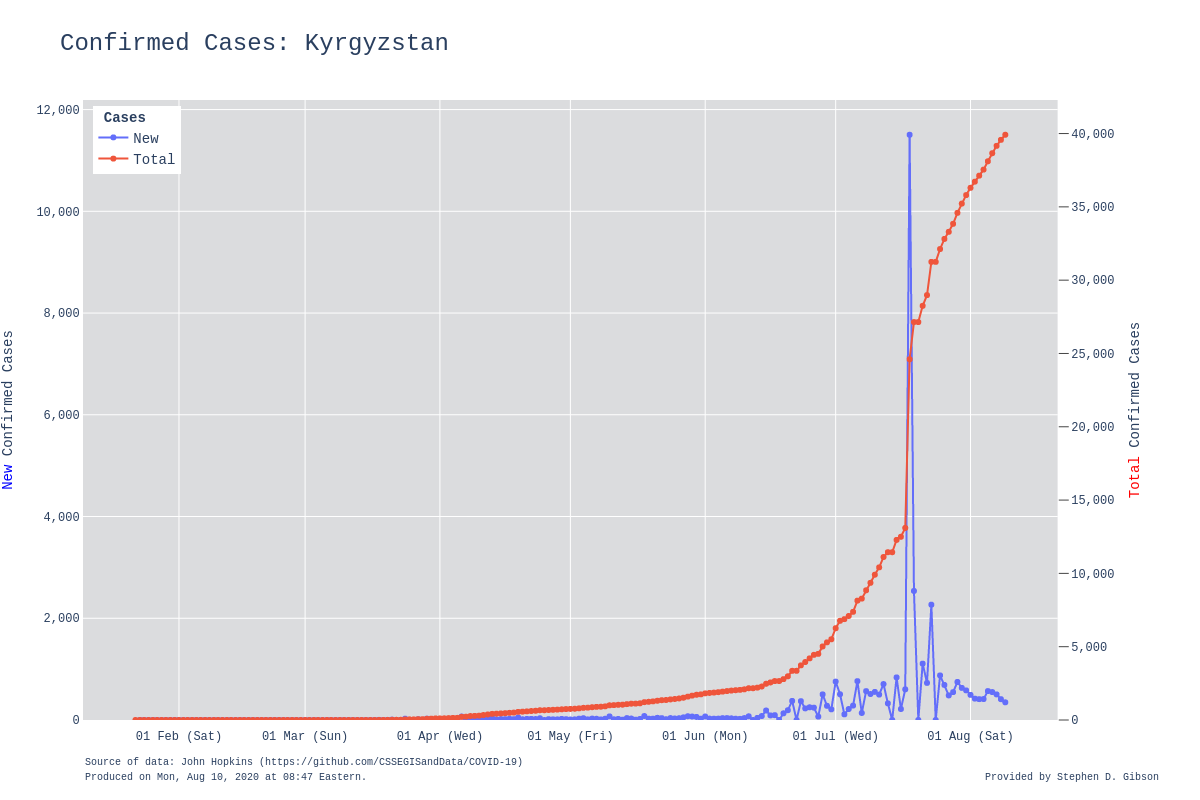 Confirmed Cases: Kyrgyzstan
Cases
New
Total
12,000
10,000
8,000
6,000
4,000
2,000
0
New Confirmed Cases
40,000
35,000
30,000
25,000
20,000
15,000
10,000
5,000
0
Total Confirmed Cases
01 Feb (Sat)
01 Mar (Sun)
01 Apr (Wed)
01 May (Fri)
01 Jun (Mon)
01 Jul (Wed)
01 Aug (Sat)
Source of data: John Hopkins (https://github.com/CSSEGISandData/COVID-19)
Produced on Mon, Aug 10, 2020 at 08:47 Eastern.
Provided by Stephen D. Gibson